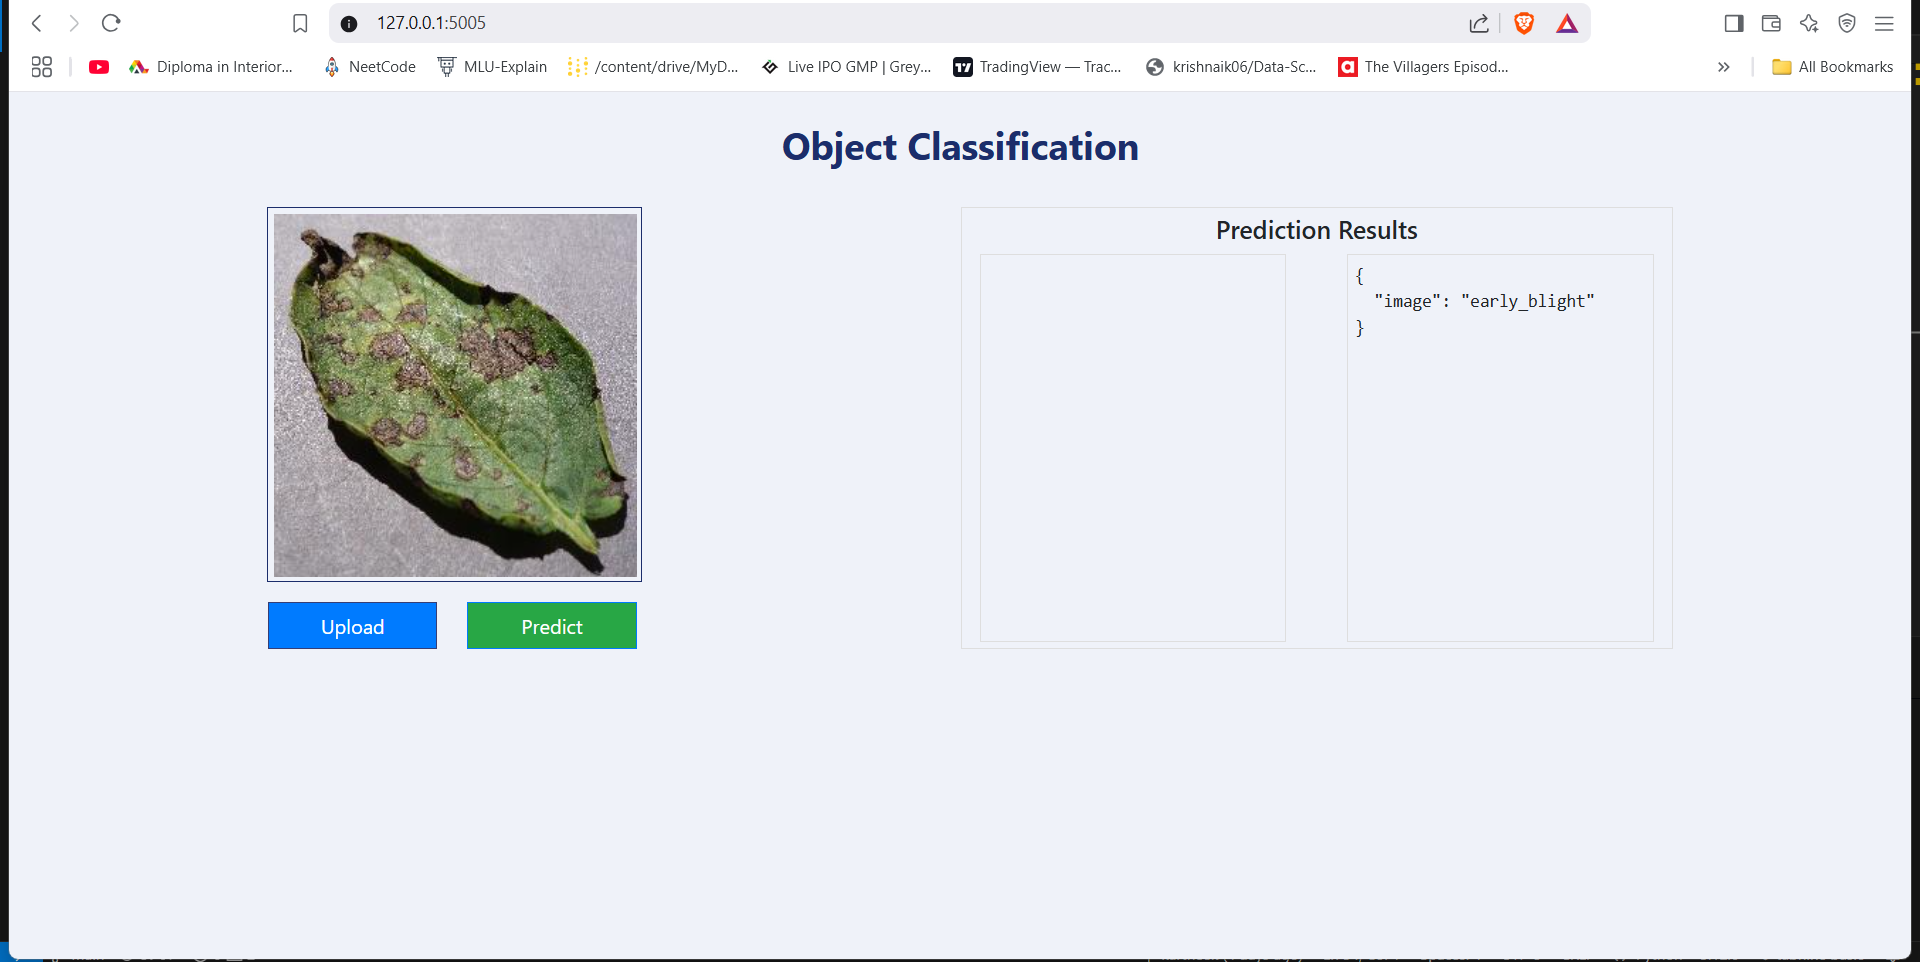 127.0.0.1:5005
Diploma in Interior...
NeetCode
MLU-Explain
/content/drive/MyD...
Live IPO GMP | Grey...
TradingView — Trac...
krishnaik06/Data-Sc...
The Villagers Episod...
All Bookmarks
Object Classification
Prediction Results
{
"image": "early_blight"
}
Upload
Predict